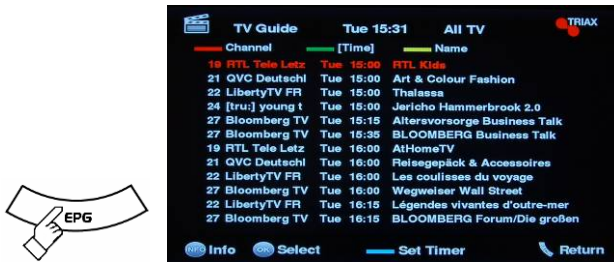 EPG
TV Guide Tue 15:31 All TV TRIAX
Channel [Time] Name
19 RTL Tele Letz Tue 15:00 RTL Kids
21 QVC Deutschl Tue 15:00 Art & Colour Fashion
22 LibertyTV FR Tue 15:00 Thalassa
24 [tru:] young t Tue 15:00 Jericho Hammerbrook 2.0
27 Bloomberg TV Tue 15:15 Altersvorsorge Business Talk
27 Bloomberg TV Tue 15:35 BLOOMBERG Business Talk
19 RTL Tele Letz Tue 16:00 AtHomeTV
21 QVC Deutschl Tue 16:00 Reisegepäck & Accessoires
22 LibertyTV FR Tue 16:00 Les coulisses du voyage
27 Bloomberg TV Tue 16:00 Wegweiser Wall Street
22 LibertyTV FR Tue 16:15 Légendes vivantes d'outre-mer
27 Bloomberg TV Tue 16:15 BLOOMBERG Forum/Die großen
INFO Info OK Select Set Timer Return